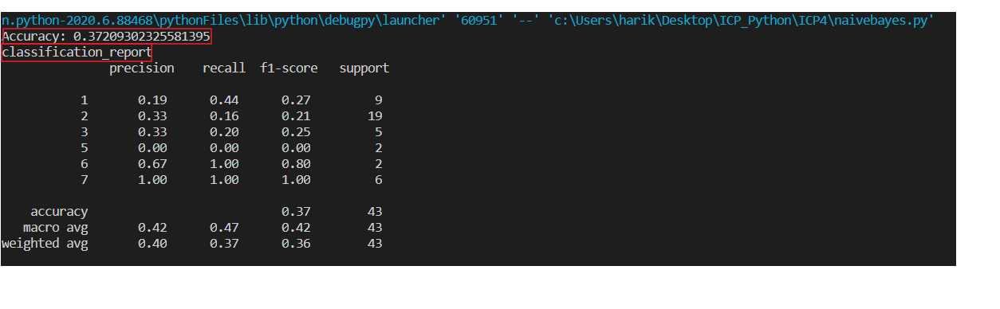 n.python-2020.6.88468\pythonFiles\lib\python\debugpy\launcher' '60951' '--' 'c:\Users\harik\Desktop\ICP_Python\ICP4\naivebayes.py'
Accuracy: 0.37209302325581395
classification_report
precision recall f1-score support
1 0.19 0.44 0.27 9
2 0.33 0.16 0.21 19
3 0.33 0.20 0.25 5
5 0.00 0.00 0.00 2
6 0.67 1.00 0.80 2
7 1.00 1.00 1.00 6
accuracy 0.37 43
macro avg 0.42 0.47 0.42 43
weighted avg 0.40 0.37 0.36 43